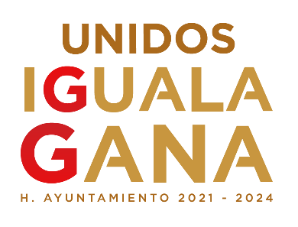 UNIDOS
IGUALA
GANA
H. AYUNTAMIENTO 2021 - 2024